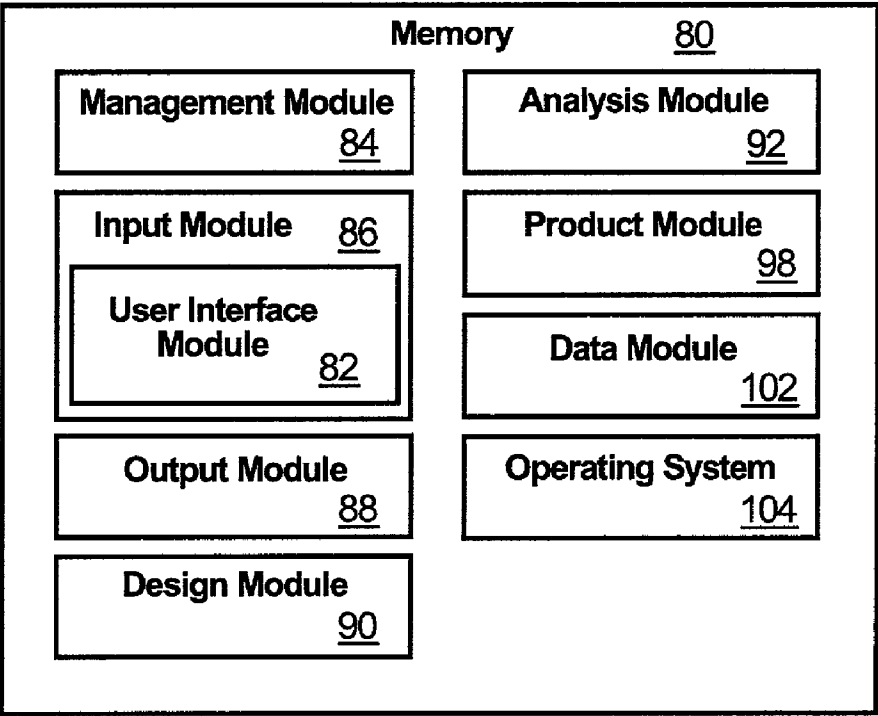 Memory 80
Management Module
84
Input Module 86
User Interface
Module
82
Output Module
88
Design Module
90
Analysis Module
92
Product Module
98
Data Module
102
Operating System
104